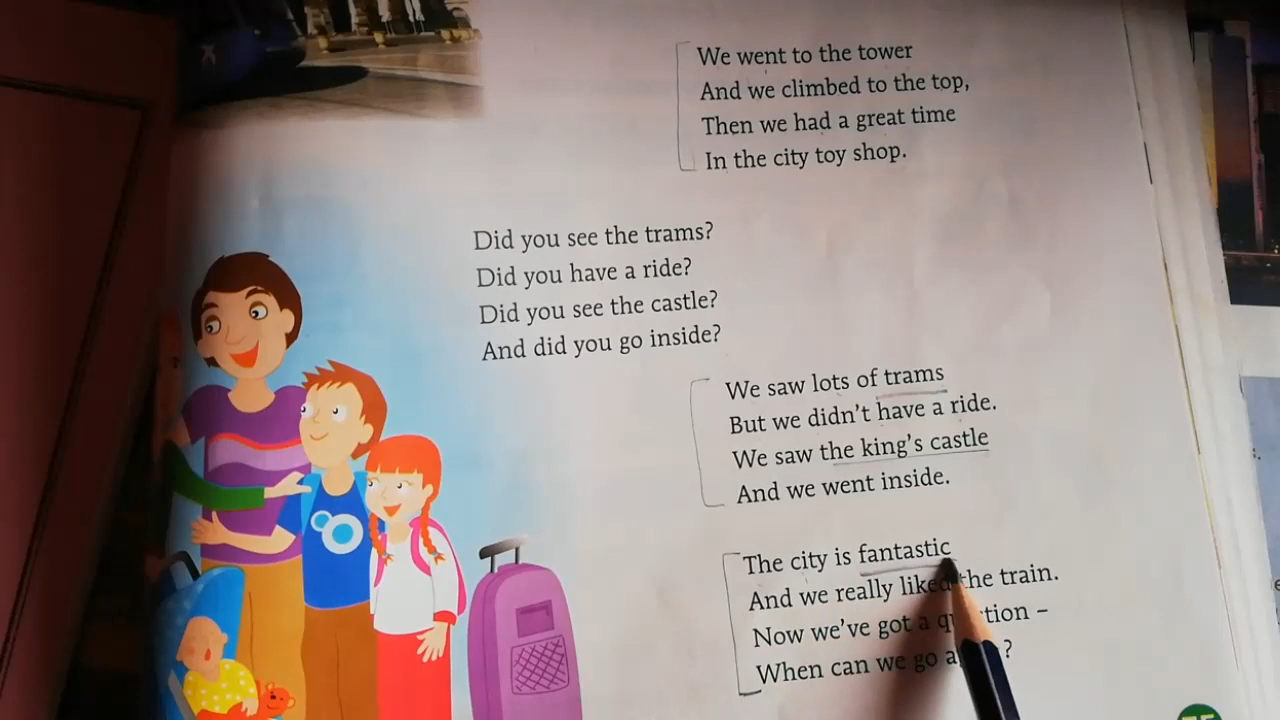 We went to the tower
And we climbed to the top,
Then we had a great time
In the city toy shop.
Did you see the trams?
Did you have a ride?
Did you see the castle?
And did you go inside?
We saw lots of trams
But we didn't have a ride.
We saw the king's castle
And we went inside.
The city is fantastic
And we really liked the train.
Now we've got a question –
When can we go ?